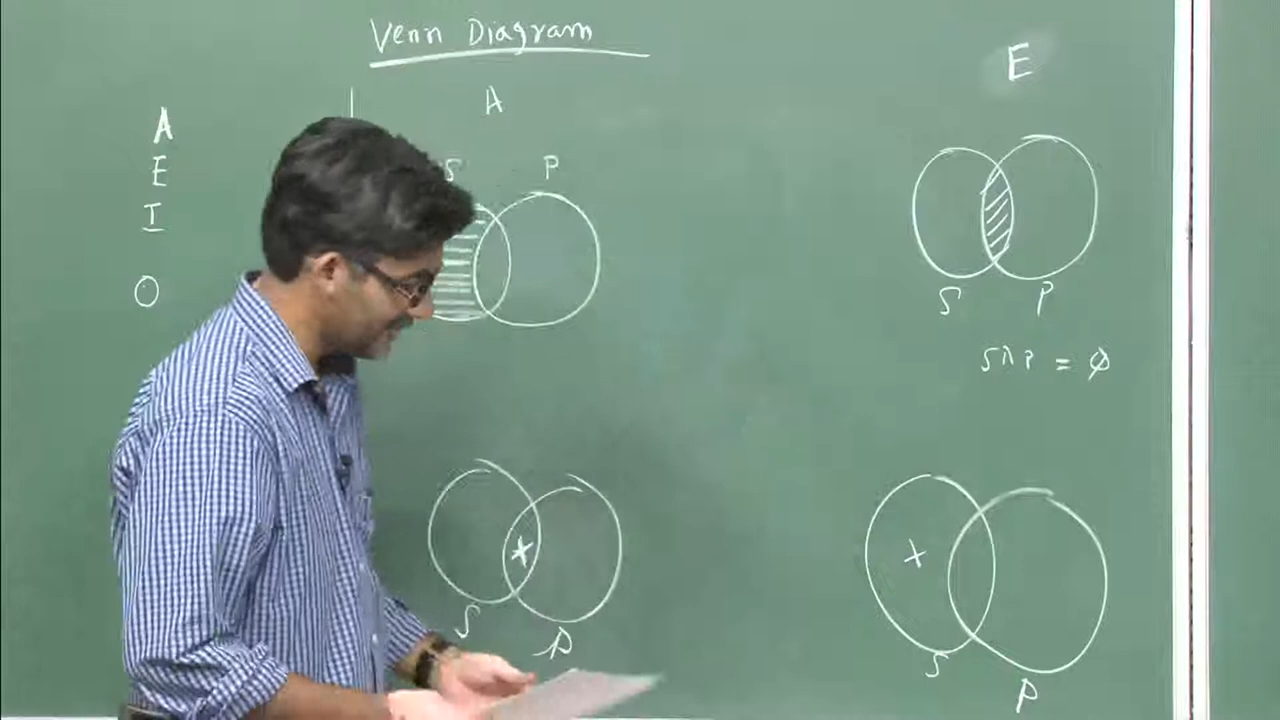 Venn Diagram
A
E
I
O
A
S P
E
S P
S∩P = φ
S P
S P